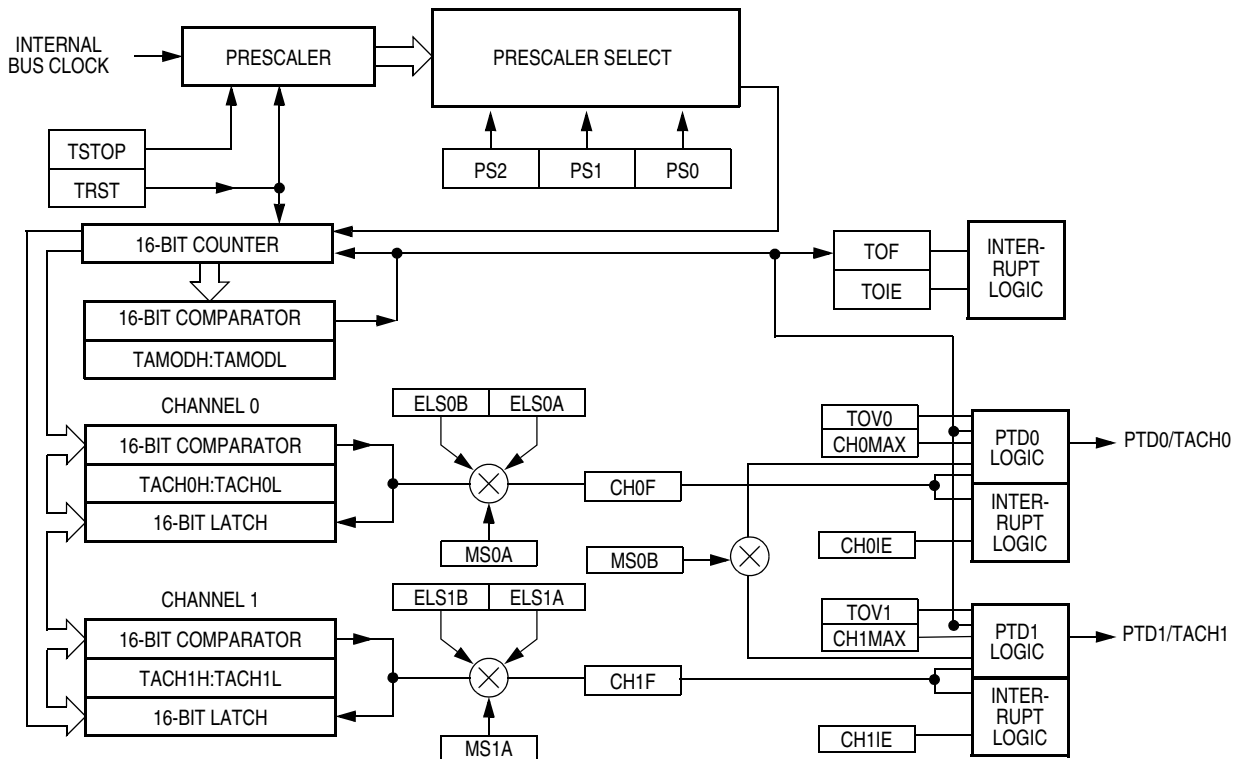 INTERNAL
BUS CLOCK
PRESCALER
PRESCALER SELECT
TSTOP
TRST
PS2
PS1
PS0
16-BIT COUNTER
TOF
TOIE
INTER-
RUPT
LOGIC
16-BIT COMPARATOR
TAMODH:TAMODL
CHANNEL 0
16-BIT COMPARATOR
TACH0H:TACH0L
16-BIT LATCH
ELS0B
ELS0A
MS0A
CH0F
TOV0
CH0MAX
PTD0
LOGIC
PTD0/TACH0
INTER-
RUPT
LOGIC
CH0IE
MS0B
CHANNEL 1
16-BIT COMPARATOR
TACH1H:TACH1L
16-BIT LATCH
ELS1B
ELS1A
MS1A
CH1F
TOV1
CH1MAX
PTD1
LOGIC
PTD1/TACH1
INTER-
RUPT
LOGIC
CH1IE